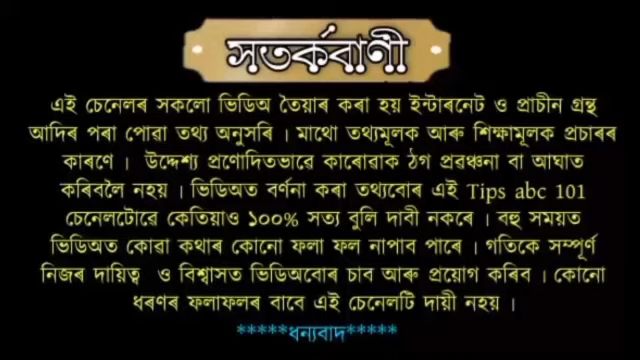 সতৰ্কবাণী
এই চেনেলৰ সকলো ভিডিঅ তৈয়াৰ কৰা হয় ইন্টাৰনেট ও প্ৰাচীন গ্ৰন্থ
আদিৰ পৰা পোৱা তথ্য অনুসৰি । মাথো তথ্যমূলক আৰু শিক্ষামূলক প্ৰচাৰৰ
কাৰণে । উদ্দেশ্য প্ৰণোদিতভাৱে কাৰোৱাক ঠগ প্ৰৱঞ্চনা বা আঘাত
কৰিবলৈ নহয় । ভিডিঅত বৰ্ণনা কৰা তথ্যবোৰ এই Tips abc 101
চেনেলটোৱে কেতিয়াও ১০০% সত্য বুলি দাবী নকৰে । বহু সময়ত
ভিডিঅত কোৱা কথাৰ কোনো ফলা ফল নাপাব পাৰে । গতিকে সম্পূৰ্ণ
নিজৰ দায়িত্ব ও বিশ্বাসত ভিডিঅবোৰ চাব আৰু প্ৰয়োগ কৰিব । কোনো
ধৰণৰ ফলাফলৰ বাবে এই চেনেলটি দায়ী নহয় ।
*****ধন্যবাদ*****